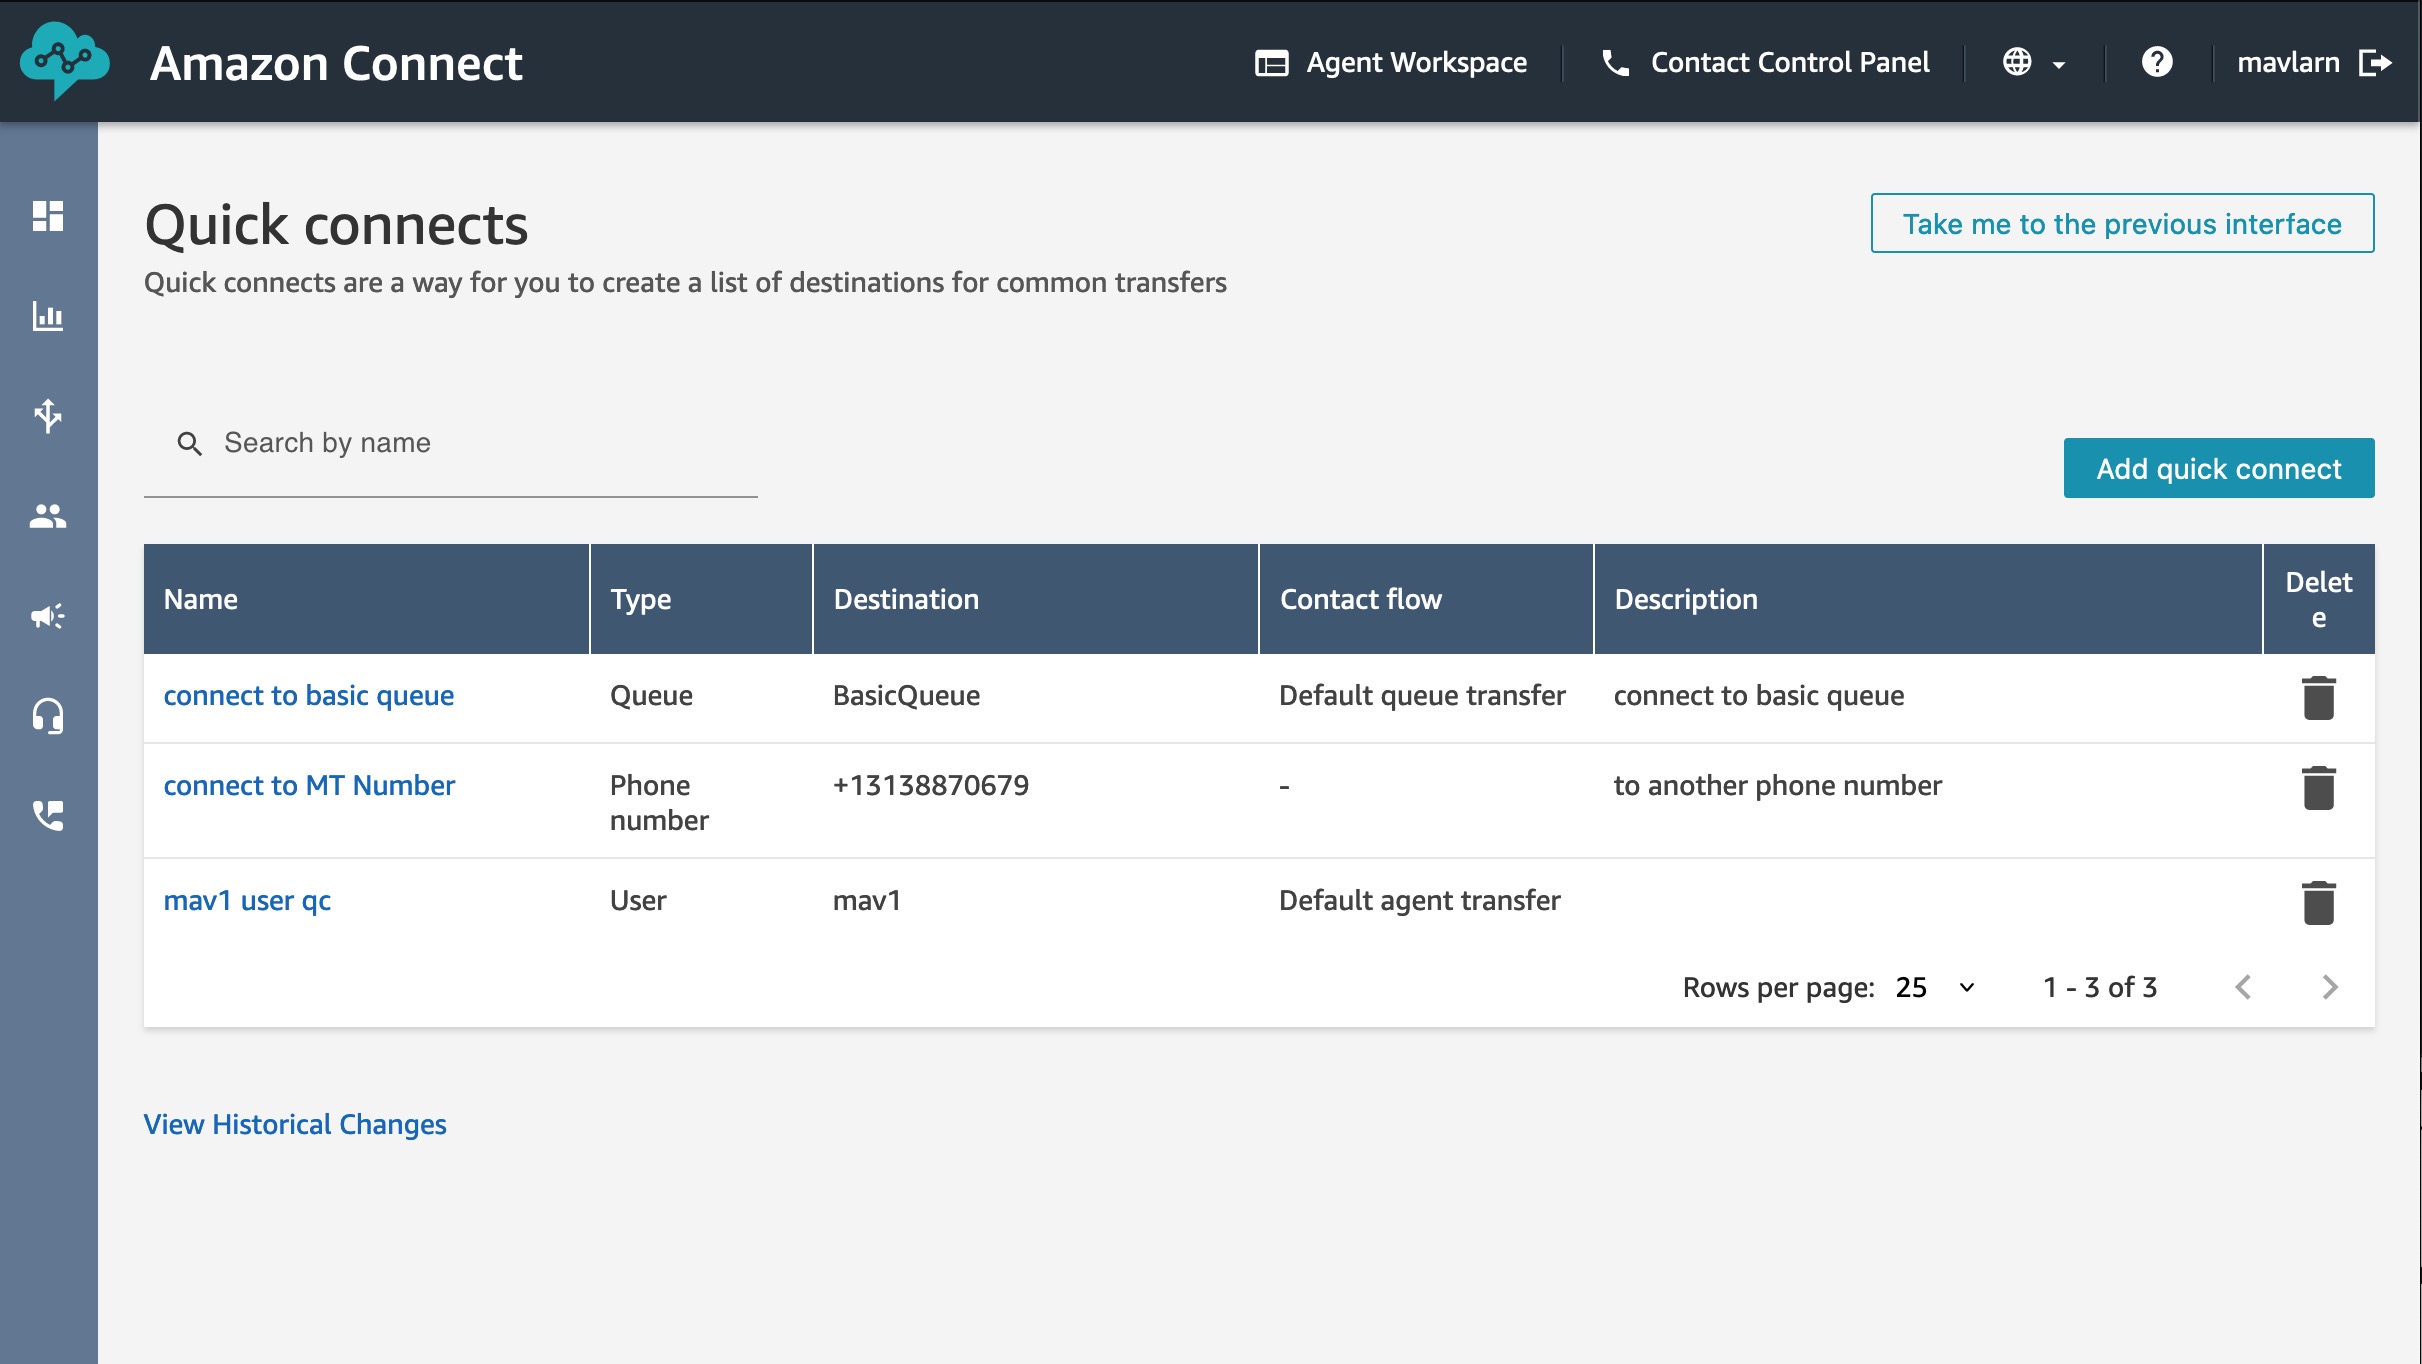 Amazon Connect
Agent Workspace
Contact Control Panel
mavlarn
Quick connects
Take me to the previous interface
Quick connects are a way for you to create a list of destinations for common transfers
Search by name
Add quick connect
Name Type Destination Contact flow Description Delet
e
connect to basic queue Queue BasicQueue Default queue transfer connect to basic queue
connect to MT Number Phone +13138870679 - to another phone number
number
mav1 user qc User mav1 Default agent transfer
Rows per page: 25 1 - 3 of 3
View Historical Changes